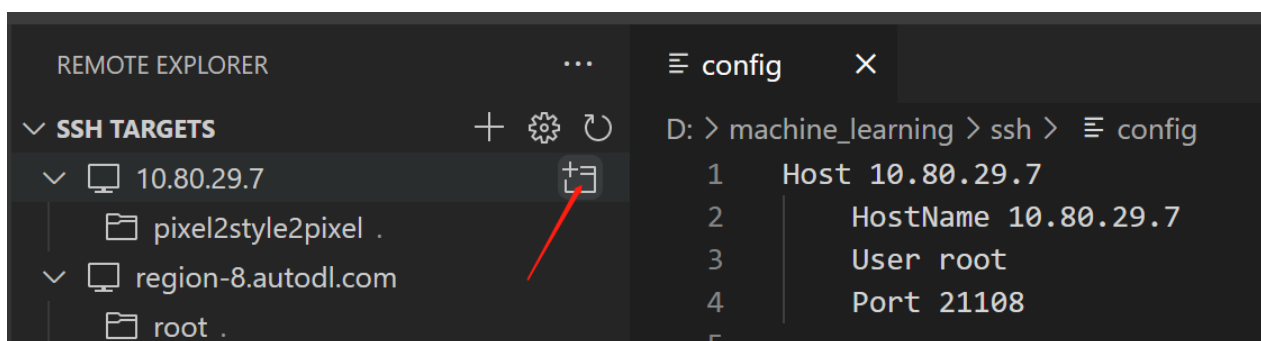 REMOTE EXPLORER
SSH TARGETS
10.80.29.7
pixel2style2pixel .
region-8.autodl.com
root .
config
D: > machine_learning > ssh > config
1 Host 10.80.29.7
2 HostName 10.80.29.7
3 User root
4 Port 21108